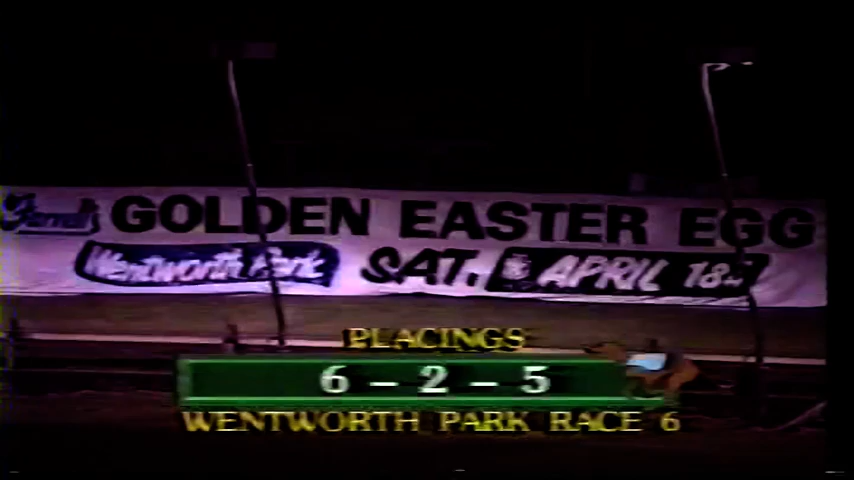 GOLDEN EASTER EGG
Wentworth Park SAT. APRIL 18
PLACINGS
6 - 2 - 5
WENTWORTH PARK RACE 6